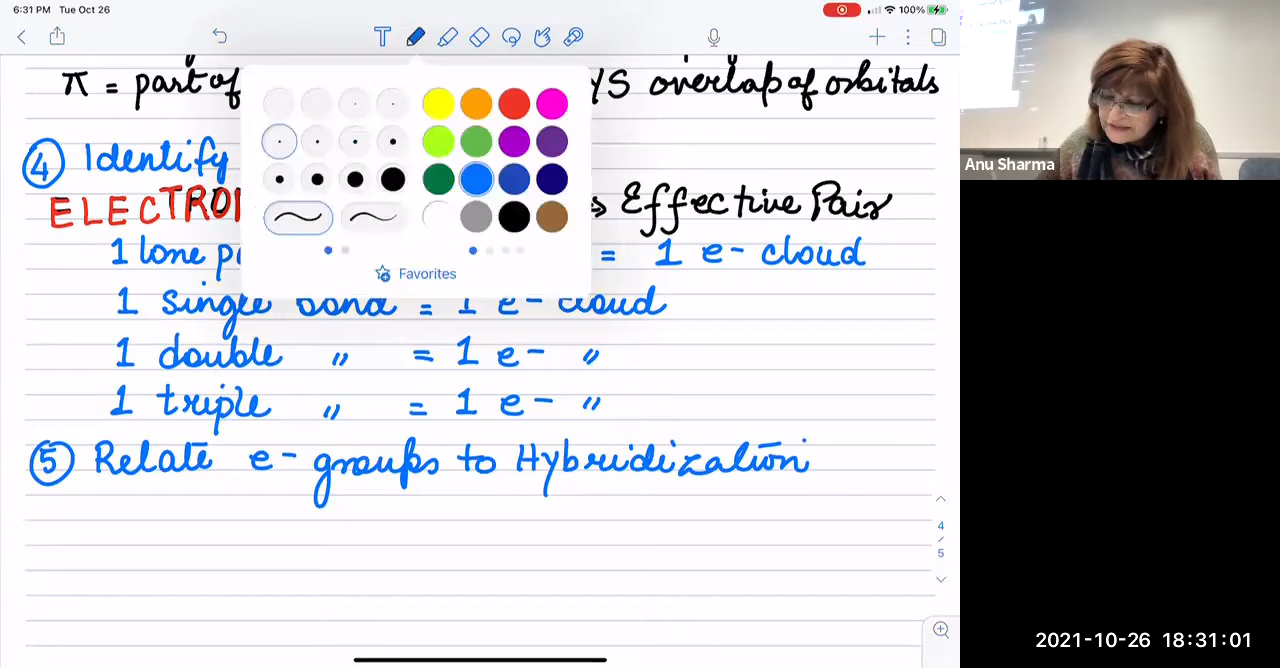 6:31 PM Tue Oct 26
100%
π = part of YS overlap of orbitals
④ Identify
ELECTRO Effective Pair
1 lone p = 1 e- cloud
Favorites
1 single bond = 1 e- cloud
1 double " = 1 e- "
1 triple " = 1 e- "
⑤ Relate e- groups to Hybridization
4
/
5
Anu Sharma
2021-10-26 18:31:01